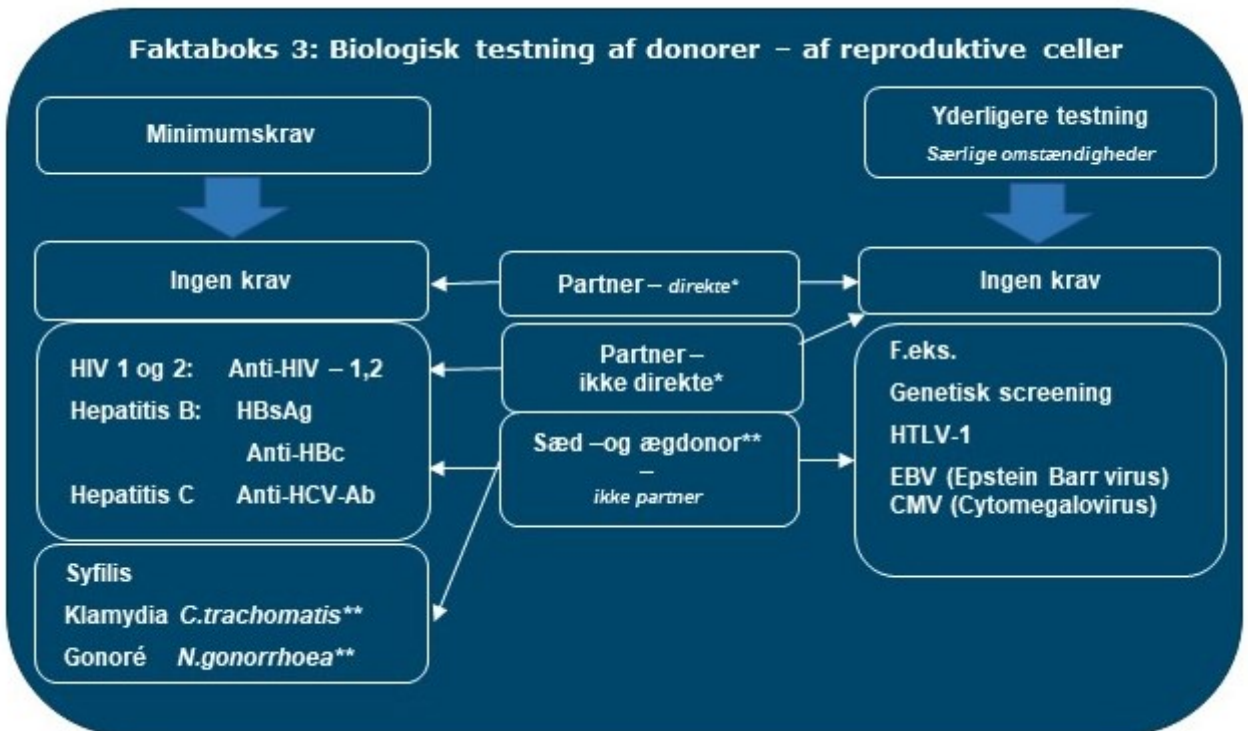 Faktaboks 3: Biologisk testning af donorer – af reproduktive celler
Minimumskrav
Yderligere testning
Særlige omstændigheder
Ingen krav
Partner – direkte*
Ingen krav
HIV 1 og 2: Anti-HIV – 1,2
Hepatitis B: HBsAg
Anti-HBc
Hepatitis C Anti-HCV-Ab
Partner –
ikke direkte*
Sæd –og ægdonor**
–
ikke partner
F.eks.
Genetisk screening
HTLV-1
EBV (Epstein Barr virus)
CMV (Cytomegalovirus)
Syfilis
Klamydia C.trachomatis**
Gonoré N.gonorrhoea**